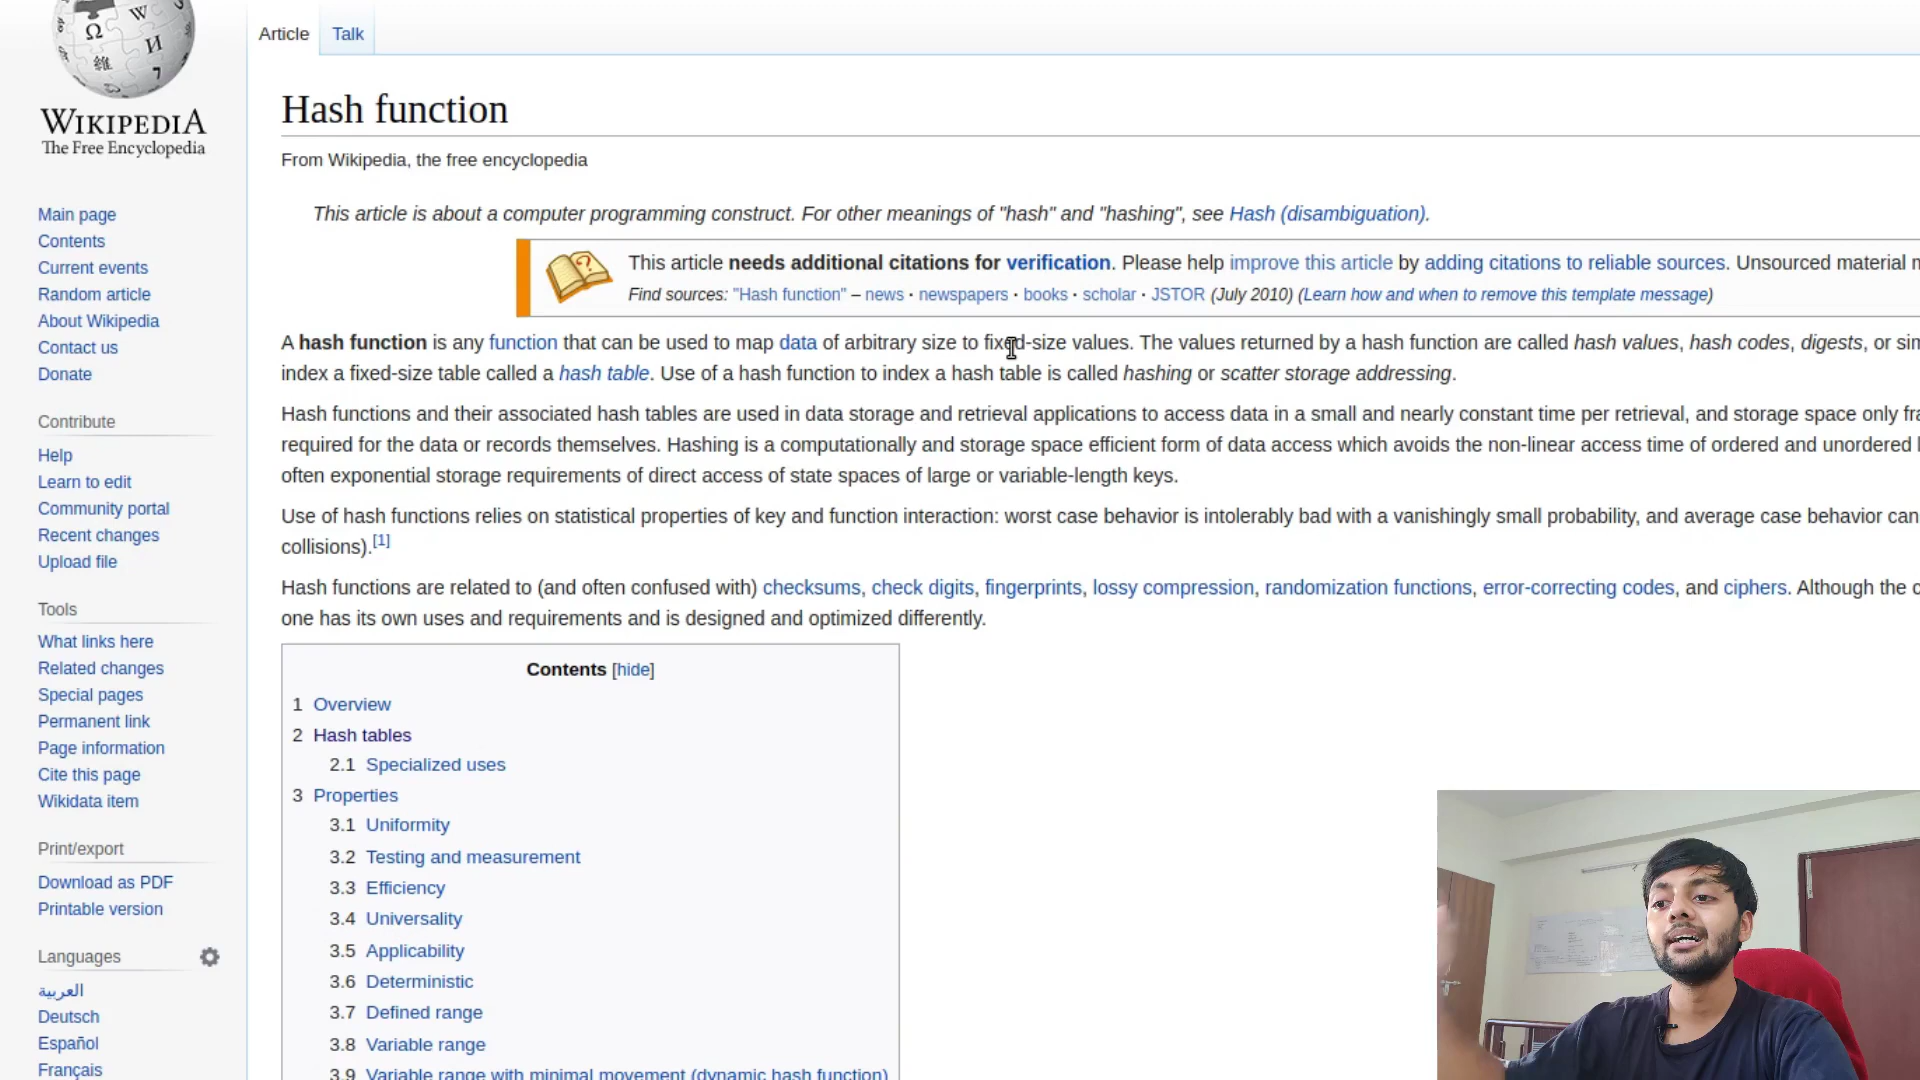 Article Talk
WIKIPEDIA
The Free Encyclopedia
Main page
Contents
Current events
Random article
About Wikipedia
Contact us
Donate
Contribute
Help
Learn to edit
Community portal
Recent changes
Upload file
Tools
What links here
Related changes
Special pages
Permanent link
Page information
Cite this page
Wikidata item
Print/export
Download as PDF
Printable version
Languages
العربية
Deutsch
Español
Français
Hash function
From Wikipedia, the free encyclopedia
This article is about a computer programming construct. For other meanings of "hash" and "hashing", see Hash (disambiguation).
This article needs additional citations for verification. Please help improve this article by adding citations to reliable sources. Unsourced material
Find sources: "Hash function" – news · newspapers · books · scholar · JSTOR (July 2010) (Learn how and when to remove this template message)
A hash function is any function that can be used to map data of arbitrary size to fixed-size values. The values returned by a hash function are called hash values, hash codes, digests, or
index a fixed-size table called a hash table. Use of a hash function to index a hash table is called hashing or scatter storage addressing.
Hash functions and their associated hash tables are used in data storage and retrieval applications to access data in a small and nearly constant time per retrieval, and storage space only
required for the data or records themselves. Hashing is a computationally and storage space efficient form of data access which avoids the non-linear access time of ordered and unordered
often exponential storage requirements of direct access of state spaces of large or variable-length keys.
Use of hash functions relies on statistical properties of key and function interaction: worst case behavior is intolerably bad with a vanishingly small probability, and average case behavior can
collisions).[1]
Hash functions are related to (and often confused with) checksums, check digits, fingerprints, lossy compression, randomization functions, error-correcting codes, and ciphers. Although the
one has its own uses and requirements and is designed and optimized differently.
Contents [hide]
1 Overview
2 Hash tables
2.1 Specialized uses
3 Properties
3.1 Uniformity
3.2 Testing and measurement
3.3 Efficiency
3.4 Universality
3.5 Applicability
3.6 Deterministic
3.7 Defined range
3.8 Variable range
3.9 Variable range with minimal movement (dynamic hash function)